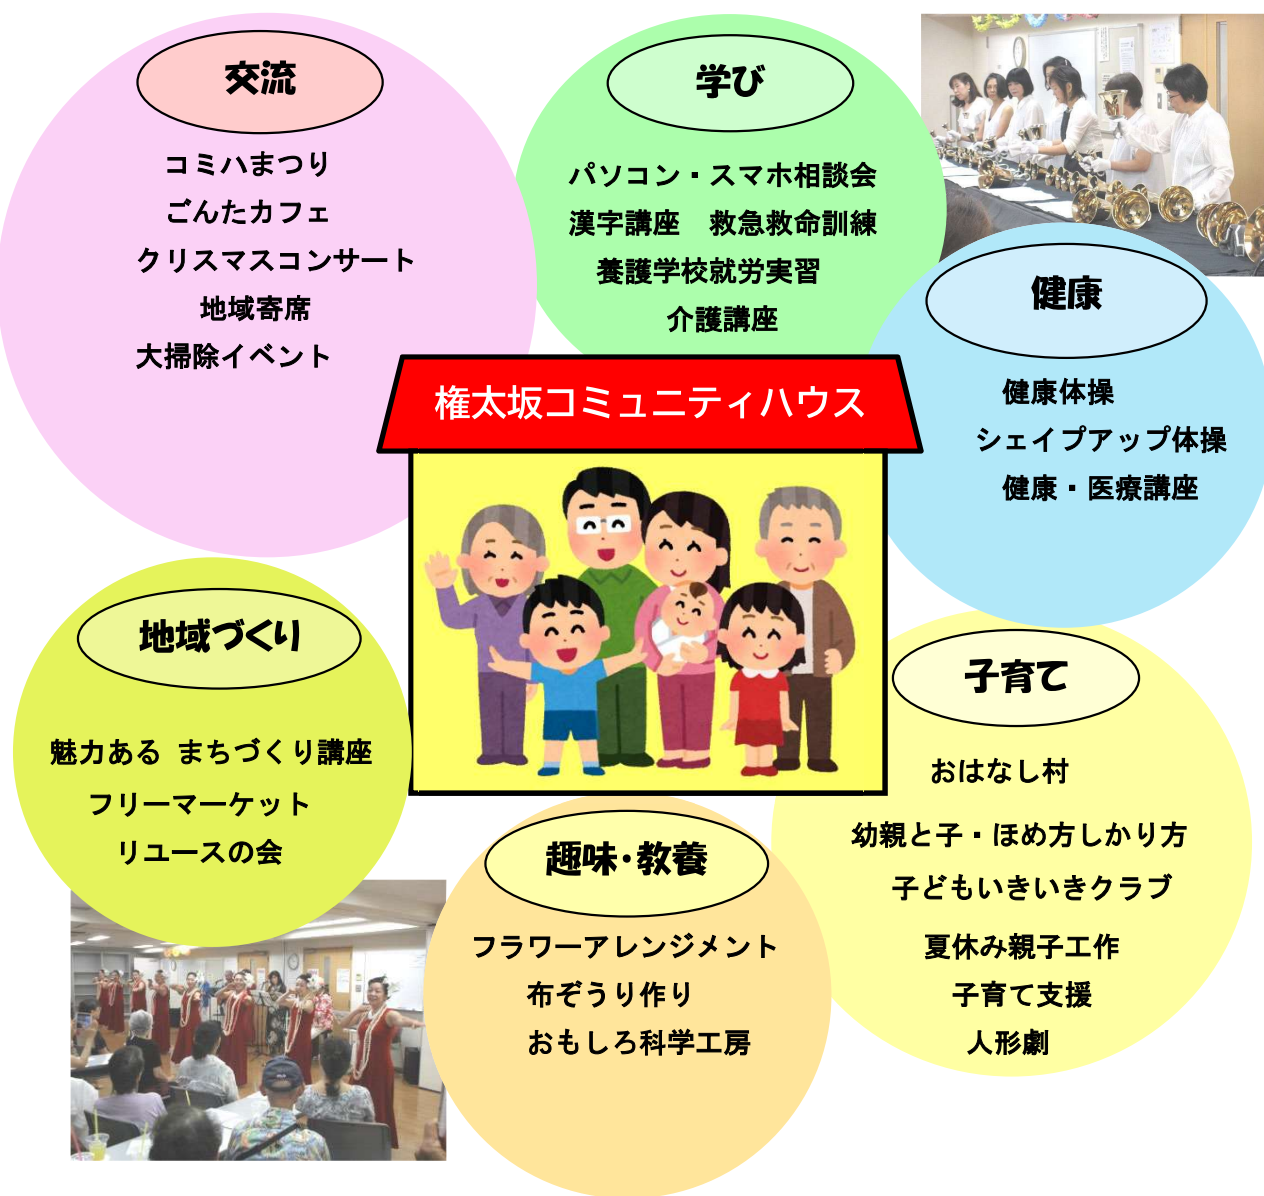 交流
コミハまつり
ごんたカフェ
クリスマスコンサート
地域寄席
大掃除イベント
学び
パソコン・スマホ相談会
漢字講座　救急救命訓練
養護学校就労実習
介護講座
健康
健康体操
シェイプアップ体操
健康・医療講座
権太坂コミュニティハウス
地域づくり
魅力ある まちづくり講座
フリーマーケット
リユースの会
子育て
おはなし村
幼親と子・ほめ方しかり方
子どもいきいきクラブ
夏休み親子工作
子育て支援
人形劇
趣味・教養
フラワーアレンジメント
布ぞうり作り
おもしろ科学工房